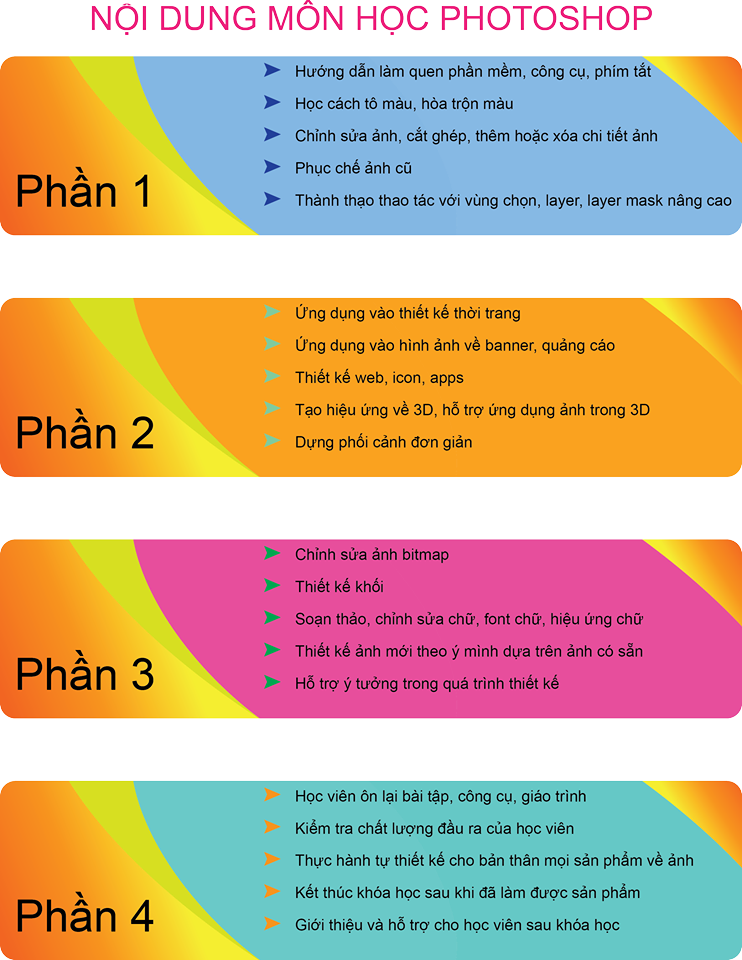 NỘI DUNG MÔN HỌC PHOTOSHOP
Phần 1
Hướng dẫn làm quen phần mềm, công cụ, phím tắt
Học cách tô màu, hòa trộn màu
Chỉnh sửa ảnh, cắt ghép, thêm hoặc xóa chi tiết ảnh
Phục chế ảnh cũ
Thành thạo thao tác với vùng chọn, layer, layer mask nâng cao
Phần 2
Ứng dụng vào thiết kế thời trang
Ứng dụng vào hình ảnh về banner, quảng cáo
Thiết kế web, icon, apps
Tạo hiệu ứng về 3D, hỗ trợ ứng dụng ảnh trong 3D
Dựng phối cảnh đơn giản
Phần 3
Chỉnh sửa ảnh bitmap
Thiết kế khối
Soạn thảo, chỉnh sửa chữ, font chữ, hiệu ứng chữ
Thiết kế ảnh mới theo ý mình dựa trên ảnh có sẵn
Hỗ trợ ý tưởng trong quá trình thiết kế
Phần 4
Học viên ôn lại bài tập, công cụ, giáo trình
Kiểm tra chất lượng đầu ra của học viên
Thực hành tự thiết kế cho bản thân mọi sản phẩm về ảnh
Kết thúc khóa học sau khi đã làm được sản phẩm
Giới thiệu và hỗ trợ cho học viên sau khóa học